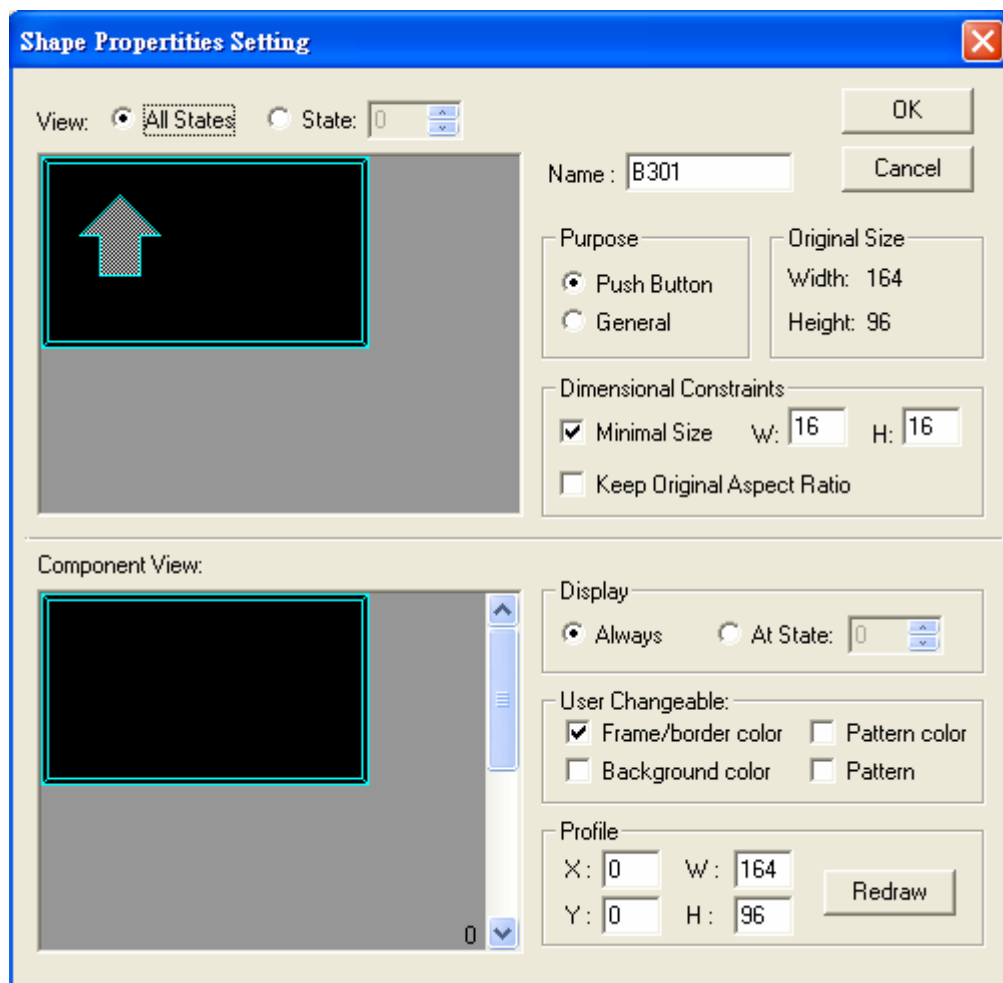 Shape Propertities Setting
View: All States State: 0
OK
Name : B301
Cancel
Purpose
Push Button
General
Original Size
Width: 164
Height: 96
Dimensional Constraints
Minimal Size W: 16 H: 16
Keep Original Aspect Ratio
Component View:
0
Display
Always At State: 0
User Changeable:
Frame/border color Pattern color
Background color Pattern
Profile
X : 0 W : 164
Y : 0 H : 96
Redraw